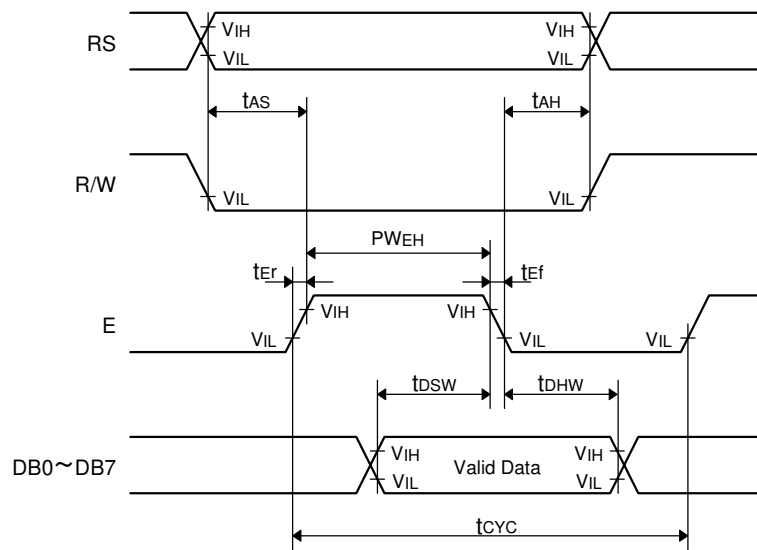 RS
VIH
VIL
VIH
VIL
tAS
tAH
R/W
VIL
VIL
PWEH
tEr
tEf
E
VIH
VIH
VIL
VIL
VIL
tDSW
tDHW
DB0～DB7
VIH
VIL
Valid Data
VIH
VIL
tCYC